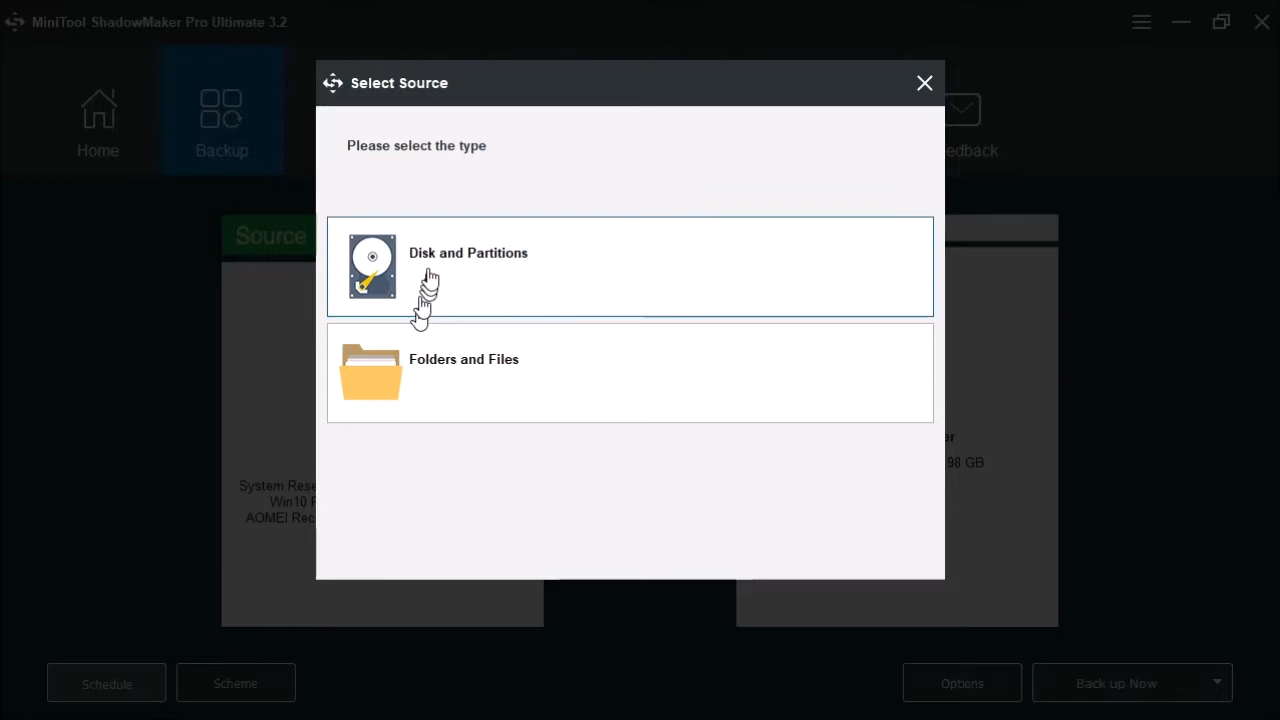 MiniTool ShadowMaker Pro Ultimate 3.2
Select Source
Home
Backup
edback
Please select the type
Source
Disk and Partitions
Folders and Files
er
98 GB
System Rese
Win10 P
AOMEI Rec
Schedule
Scheme
Options
Back up Now